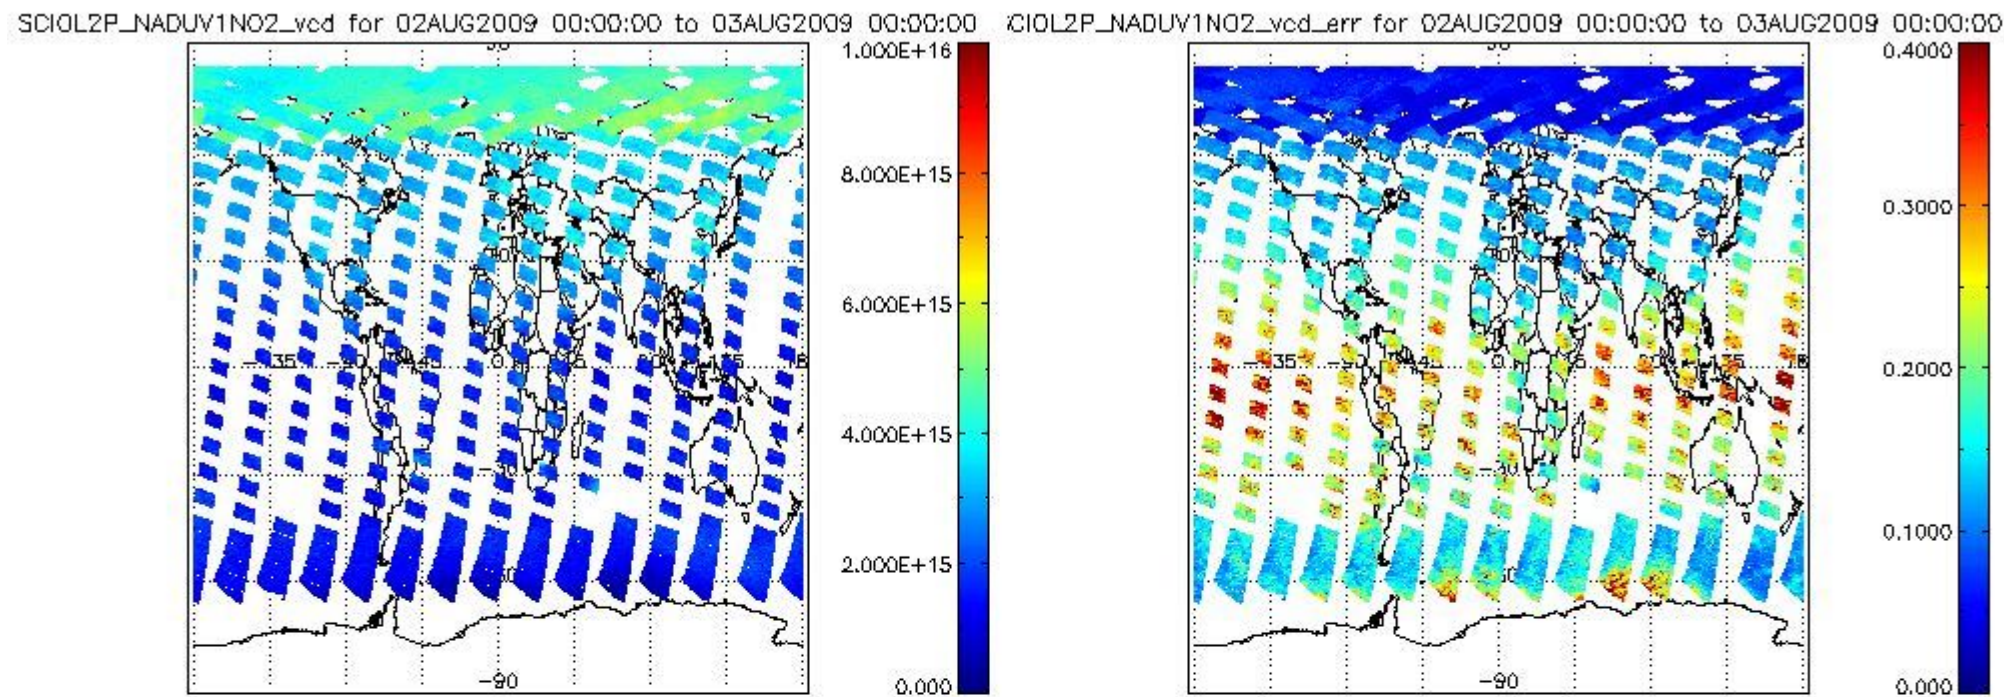 SCIOL2P_NADUV1NO2_vcd for 02AUG2009 00:00:00 to 03AUG2009 00:00:00
1.000E+16
8.000E+15
6.000E+15
4.000E+15
2.000E+15
0.000
-90
CIOL2P_NADUV1NO2_vcd_err for 02AUG2009 00:00:00 to 03AUG2009 00:00:00
0.4000
0.3000
0.2000
0.1000
0.000
-90